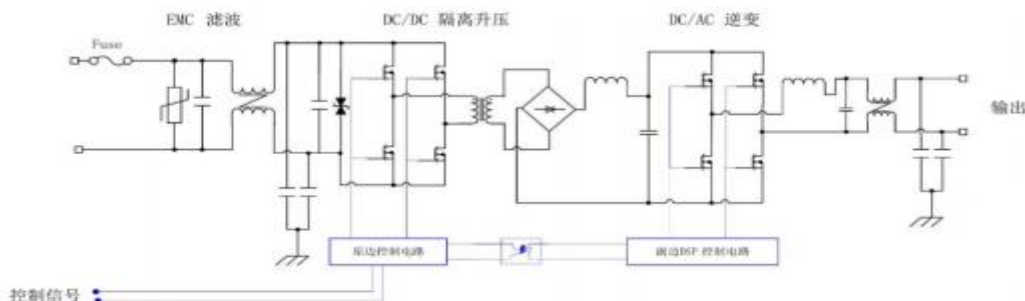 EMC 滤波
DC/DC 隔离升压
DC/AC 逆变
Fuse
输出
原边控制电路
副边DSP 控制电路
控制信号